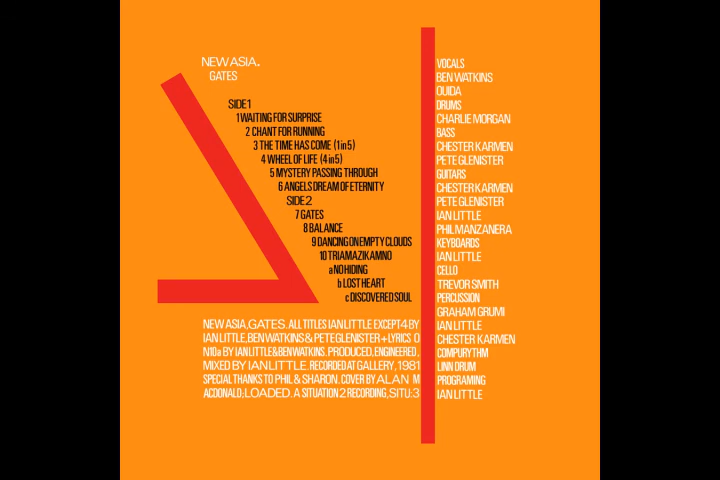 NEW ASIA.
GATES
SIDE 1
1 WAITING FOR SURPRISE
2 CHANT FOR RUNNING
3 THE TIME HAS COME (1 in 5)
4 WHEEL OF LIFE (4 in 5)
5 MYSTERY PASSING THROUGH
6 ANGELS DREAM OF ETERNITY
SIDE 2
7 GATES
8 BALANCE
9 DANCING ON EMPTY CLOUDS
10 TRIAMAZIKAMNO
a NO HIDING
b LOST HEART
c DISCOVERED SOUL
NEW ASIA, GATES. ALL TITLES IAN LITTLE EXCEPT 4 BY
IAN LITTLE, BEN WATKINS & PETE GLENISTER + LYRICS O
N 10a BY IAN LITTLE & BEN WATKINS. PRODUCED, ENGINEERED,
MIXED BY IAN LITTLE. RECORDED AT GALLERY, 1981
SPECIAL THANKS TO PHIL & SHARON. COVER BY ALAN M
ACDONALD; LOADED. A SITUATION 2 RECORDING, SITU:3
VOCALS
BEN WATKINS
OUIDA
DRUMS
CHARLIE MORGAN
BASS
CHESTER KARMEN
PETE GLENISTER
GUITARS
CHESTER KARMEN
PETE GLENISTER
IAN LITTLE
PHIL MANZANERA
KEYBOARDS
IAN LITTLE
CELLO
TREVOR SMITH
PERCUSSION
GRAHAM GRUMI
IAN LITTLE
CHESTER KARMEN
COMPURYTHM
LINN DRUM
PROGRAMING
IAN LITTLE